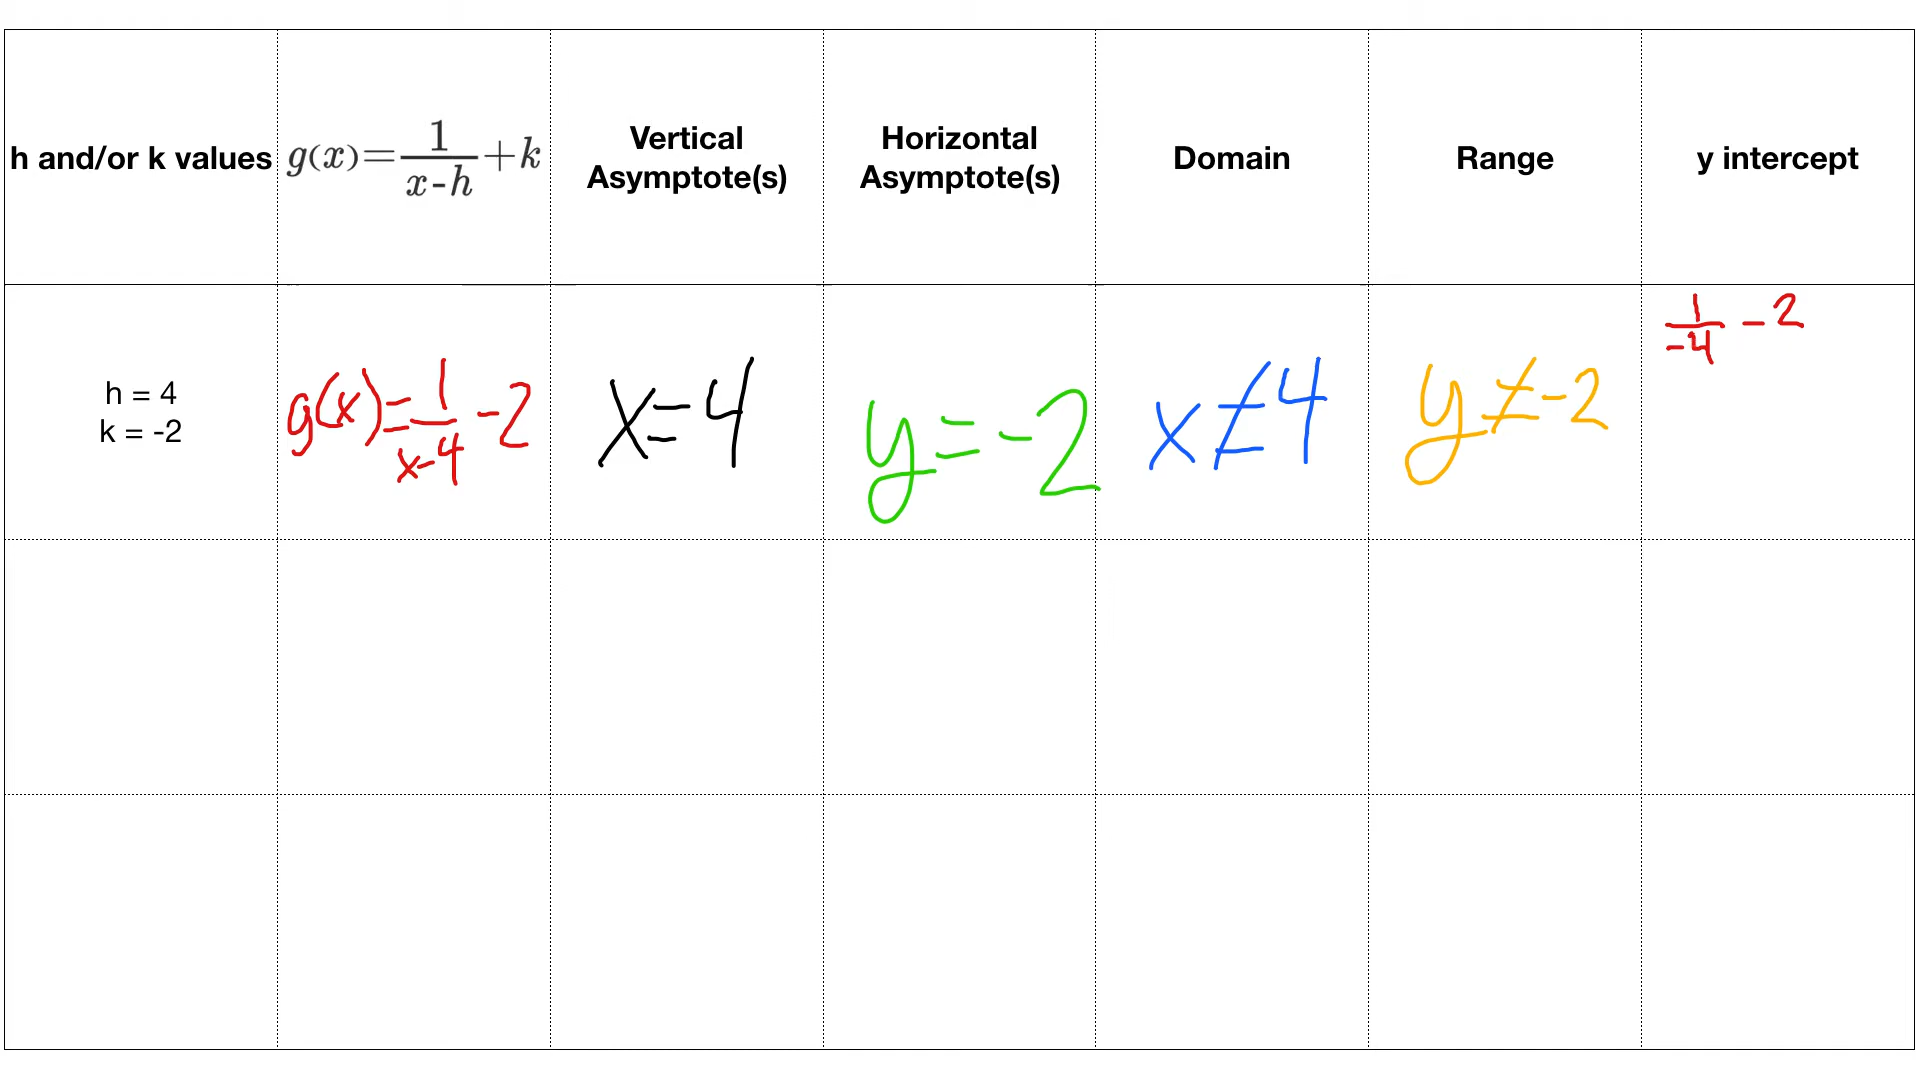 h and/or k values
g(x)=1/(x-h)+k
Vertical
Asymptote(s)
Horizontal
Asymptote(s)
Domain
Range
y intercept
h = 4
k = -2
g(x)=1/(x-4)-2
x=4
y=-2
x≠4
y≠-2
1/-4 -2